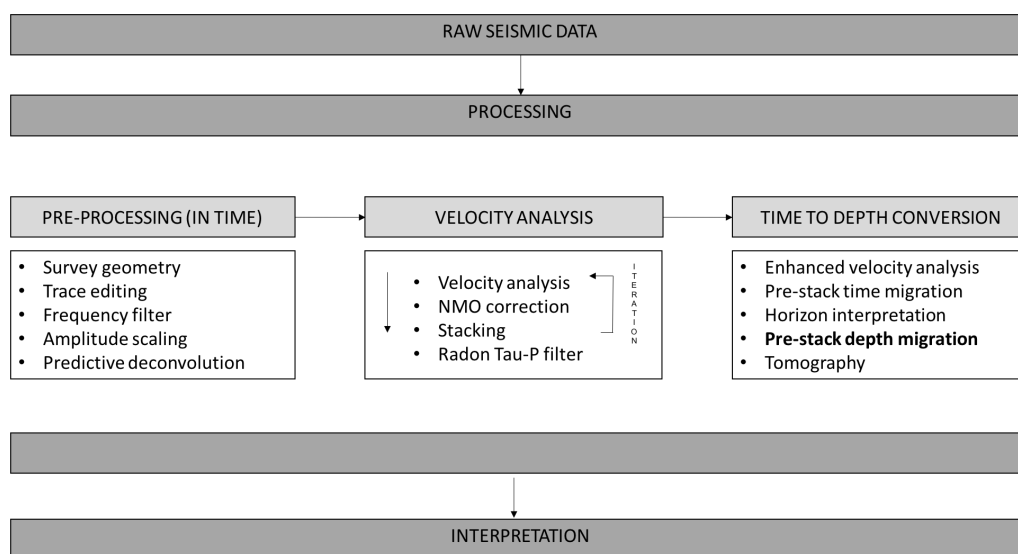 RAW SEISMIC DATA
PROCESSING
PRE-PROCESSING (IN TIME)
• Survey geometry
• Trace editing
• Frequency filter
• Amplitude scaling
• Predictive deconvolution
VELOCITY ANALYSIS
• Velocity analysis
• NMO correction
• Stacking
• Radon Tau-P filter
ITERATION
TIME TO DEPTH CONVERSION
• Enhanced velocity analysis
• Pre-stack time migration
• Horizon interpretation
• Pre-stack depth migration
• Tomography
INTERPRETATION